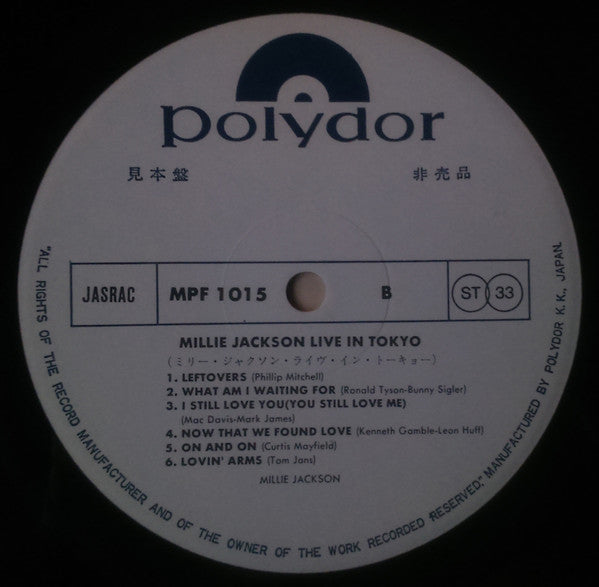 polydor
見本盤
非売品
JASRAC
MPF 1015
B
ST 33
MILLIE JACKSON LIVE IN TOKYO
(ミリー・ジャクソン・ライヴ・イン・トーキョー)
1. LEFTOVERS (Phillip Mitchell)
2. WHAT AM I WAITING FOR (Ronald Tyson-Bunny Sigler)
3. I STILL LOVE YOU(YOU STILL LOVE ME)
(Mac Davis-Mark James)
4. NOW THAT WE FOUND LOVE (Kenneth Gamble-Leon Huff)
5. ON AND ON (Curtis Mayfield)
6. LOVIN' ARMS (Tom Jans)
MILLIE JACKSON
"ALL RIGHTS OF THE RECORD MANUFACTURER AND OF THE OWNER OF THE WORK RECORDED RESERVED." MANUFACTURED BY POLYDOR K.K., JAPAN.